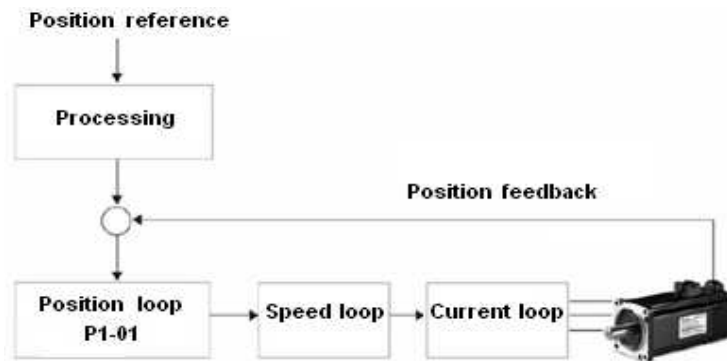 Position reference
Processing
Position feedback
Position loop
P1-01
Speed loop
Current loop